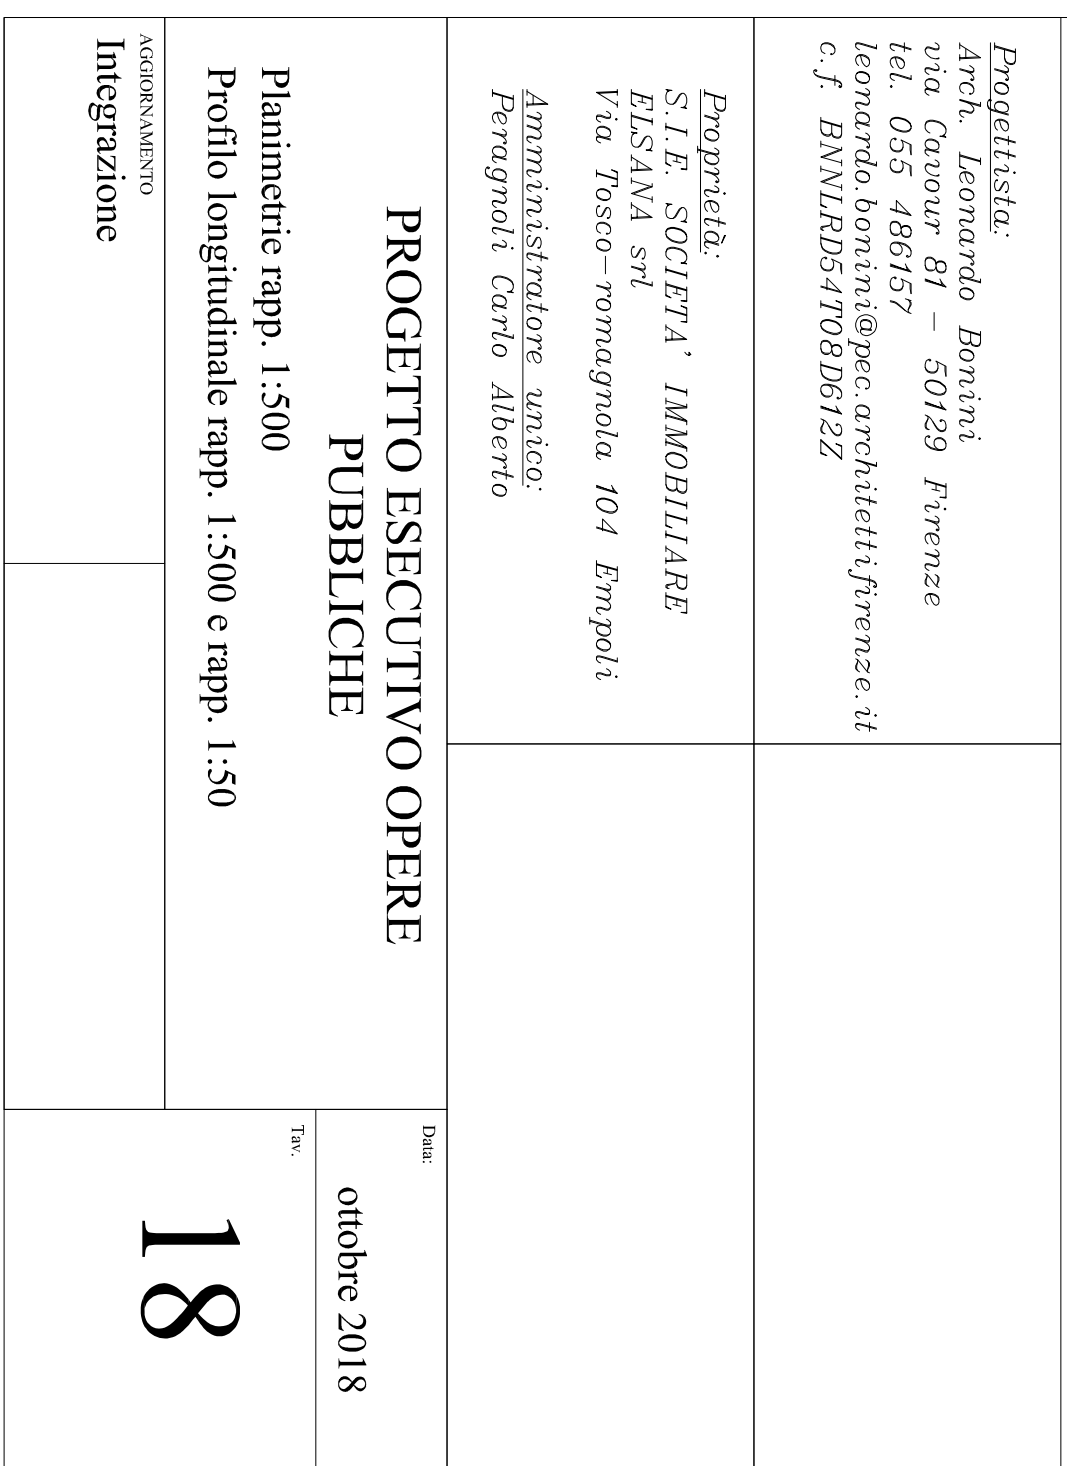 Progettista:
Arch. Leonardo Bonini
via Cavour 81 – 50129 Firenze
tel. 055 486157
leonardo.bonini@pec.architettifirenze.it
c.f. BNNLRD54T08D612Z
Proprietà:
S.I.E. SOCIETA' IMMOBILIARE
ELSANA srl
Via Tosco–romagnola 104 Empoli
Amministratore unico:
Peragnoli Carlo Alberto
PROGETTO ESECUTIVO OPERE
PUBBLICHE
Planimetrie rapp. 1:500
Profilo longitudinale rapp. 1:500 e rapp. 1:50
Data:
ottobre 2018
Tav.
18
AGGIORNAMENTO
Integrazione